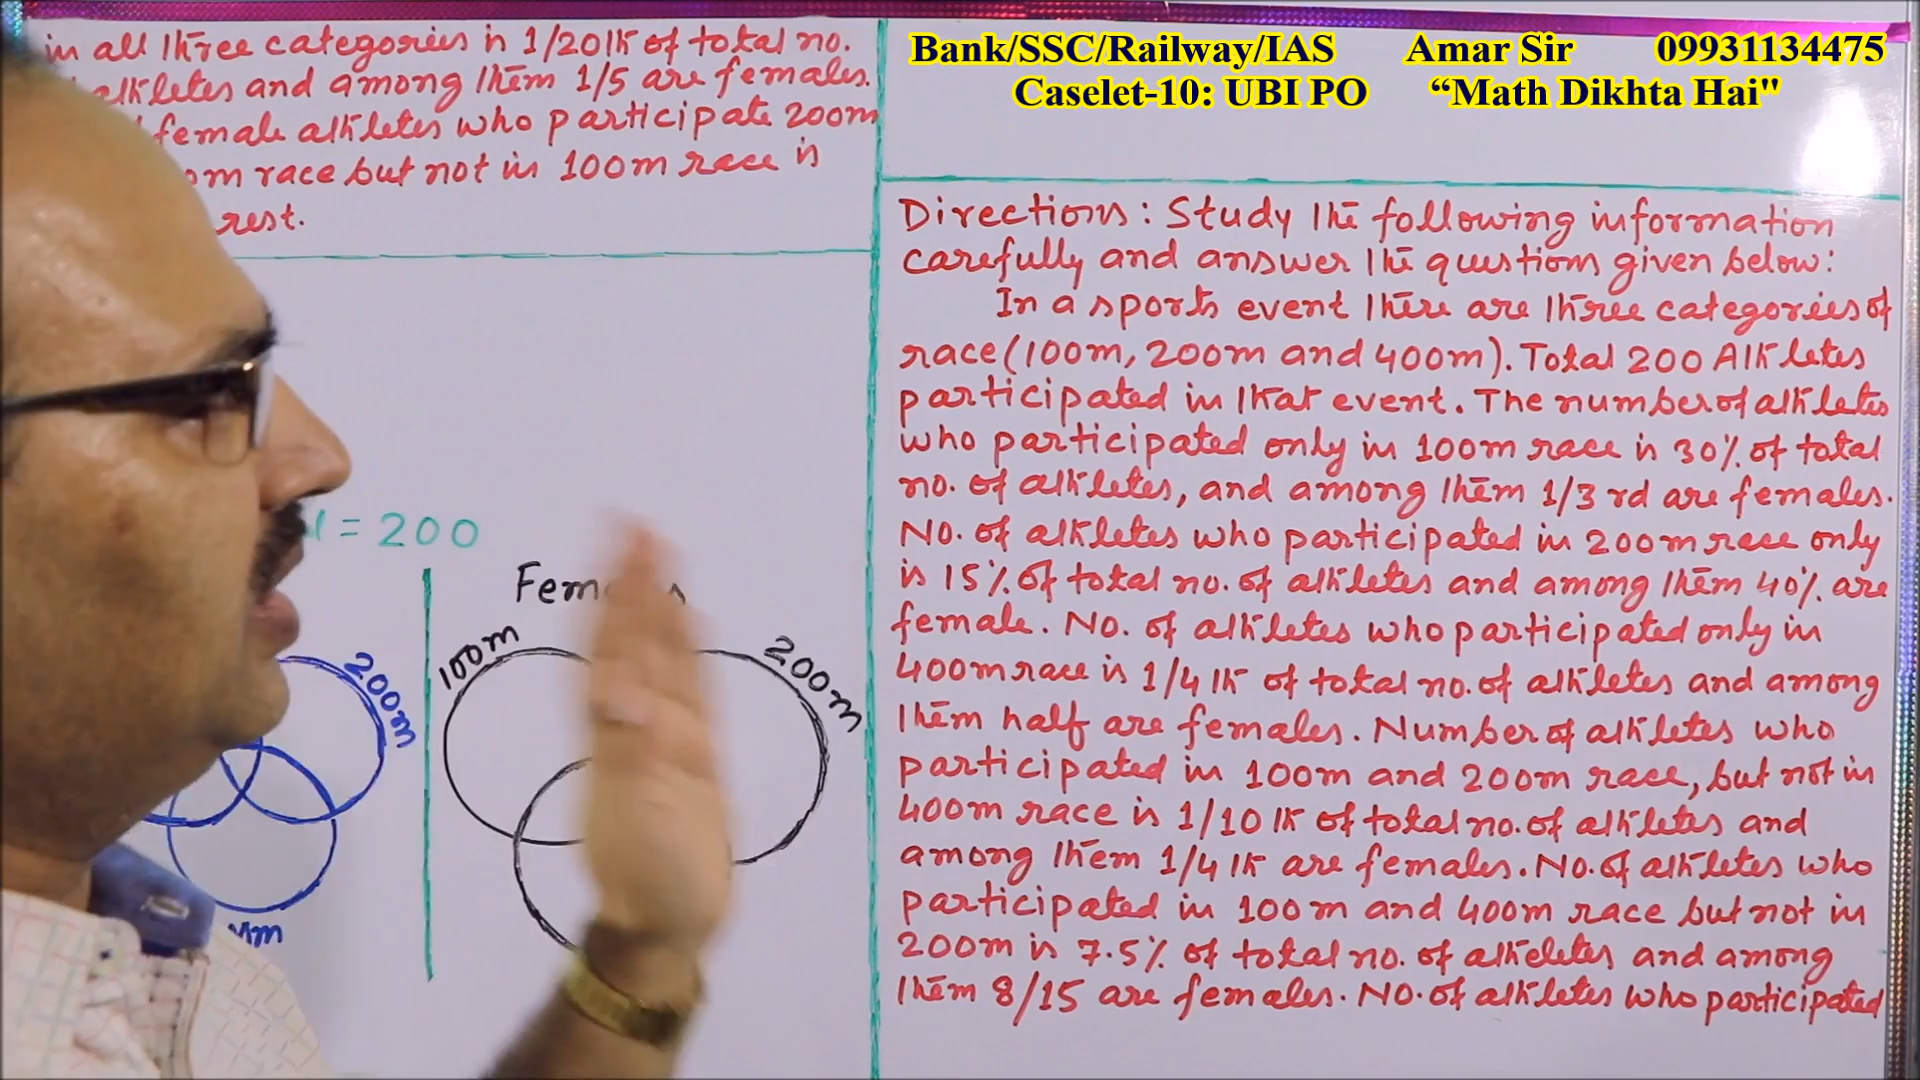 Bank/SSC/Railway/IAS Amar Sir 09931134475
Caselet-10: UBI PO “Math Dikhta Hai"
Directions: Study the following information
carefully and answer the questions given below:
In a sports event there are three categories of
race (100m, 200m and 400m). Total 200 Athletes
participated in that event. The number of athletes
who participated only in 100m race is 30% of total
no. of athletes, and among them 1/3 rd are females.
No. of athletes who participated in 200m race only
is 15% of total no. of athletes and among them 40% are
female. No. of athletes who participated only in
400m race is 1/4 th of total no. of athletes and among
them half are females. Number of athletes who
participated in 100m and 200m race, but not in
400m race is 1/10 th of total no. of athletes and
among them 1/4 th are females. No. of athletes who
participated in 100m and 400m race but not in
200m is 7.5% of total no. of atheletes and among
them 8/15 are females. No. of athletes who participated
in all three categories is 1/20th of total no.
athletes and among them 1/5 are females.
female athletes who participate 200m
race but not in 100m race is
rest.
= 200
100m
200m
200m